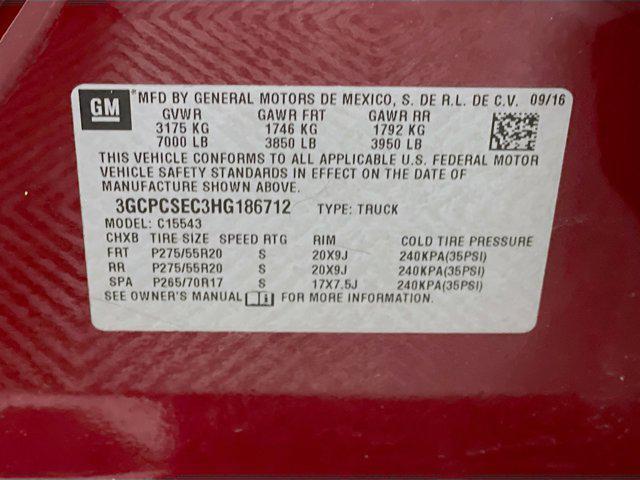 GM MFD BY GENERAL MOTORS DE MEXICO, S. DE R.L. DE C.V. 09/16
GVWR GAWR FRT GAWR RR
3175 KG 1746 KG 1792 KG
7000 LB 3850 LB 3950 LB
THIS VEHICLE CONFORMS TO ALL APPLICABLE U.S. FEDERAL MOTOR
VEHICLE SAFETY STANDARDS IN EFFECT ON THE DATE OF
MANUFACTURE SHOWN ABOVE.
3GCPCSEC3HG186712 TYPE: TRUCK
MODEL: C15543
CHXB TIRE SIZE SPEED RTG RIM COLD TIRE PRESSURE
FRT P275/55R20 S 20X9J 240KPA(35PSI)
RR P275/55R20 S 20X9J 240KPA(35PSI)
SPA P265/70R17 S 17X7.5J 240KPA(35PSI)
SEE OWNER'S MANUAL FOR MORE INFORMATION.